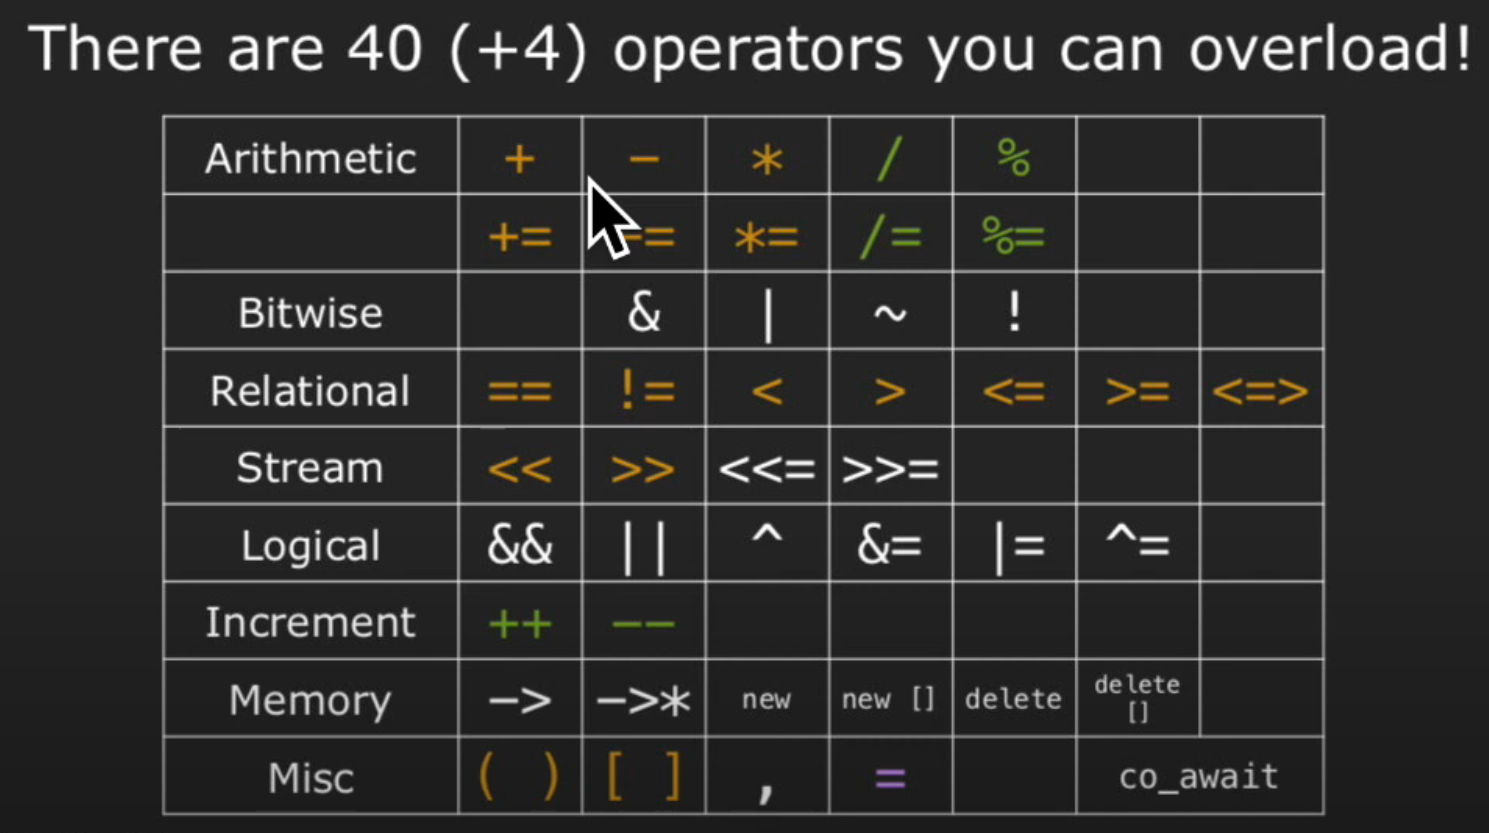 There are 40 (+4) operators you can overload!
Arithmetic + − * / %
+= -= *= /= %=
Bitwise & | ~ !
Relational == != < > <= >= <=>
Stream << >> <<= >>=
Logical && || ^ &= |= ^=
Increment ++ --
Memory -> ->* new new [] delete delete []
Misc ( ) [ ] , = co_await